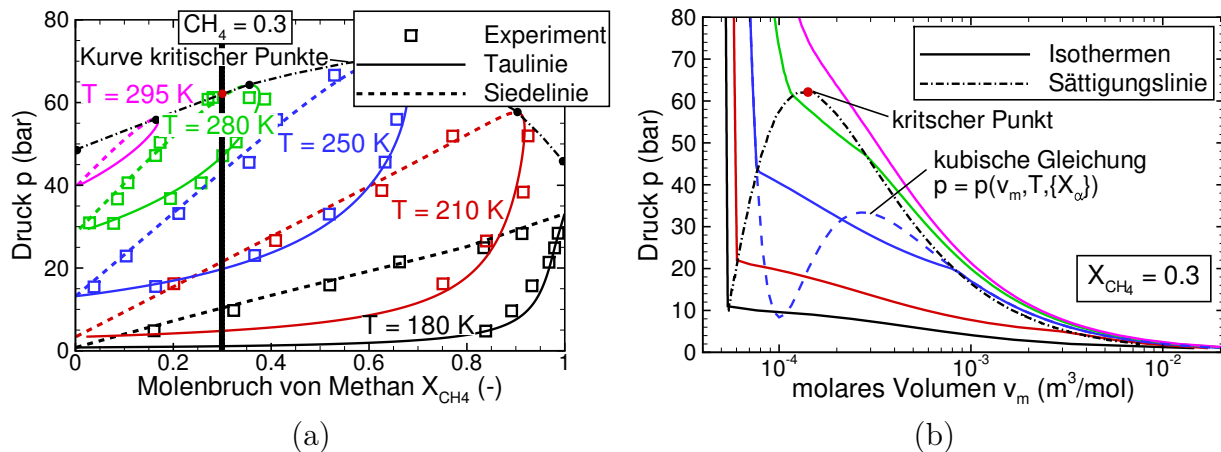 CH4 = 0.3
Kurve kritischer Punkte
Experiment
Taulinie
Siedelinie
T = 295 K
T = 280 K
T = 250 K
T = 210 K
T = 180 K
Druck p (bar)
80
60
40
20
0
0
0.2
0.4
0.6
0.8
1
Molenbruch von Methan XCH4 (-)
(a)
Isothermen
Sättigungslinie
kritscher Punkt
kubische Gleichung
p = p(vm,T,{Xα})
XCH4 = 0.3
Druck p (bar)
80
70
60
50
40
30
20
10
0
10-4
10-3
10-2
molares Volumen vm (m3/mol)
(b)